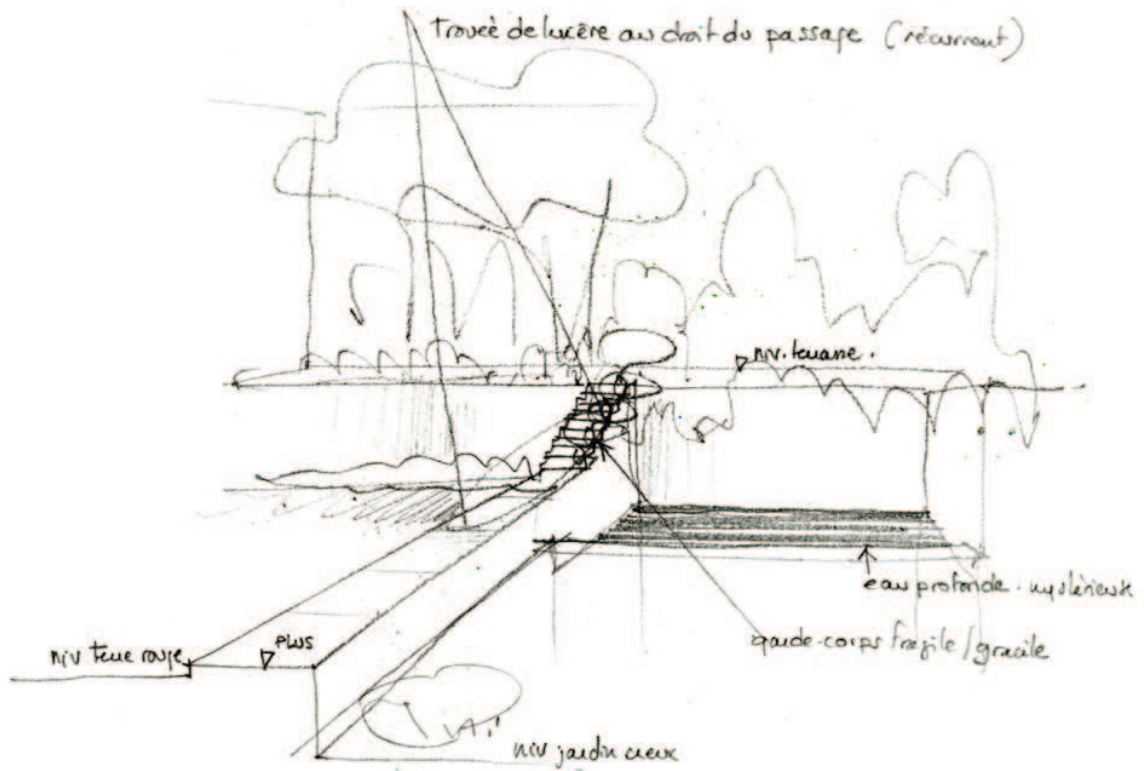 Trouée de lumière au droit du passage (récurrent)
niv. terrasse.
eau profonde. mystérieuse
garde-corps fragile/gracile
niv terre rouge
PLUS
niv jardin creux